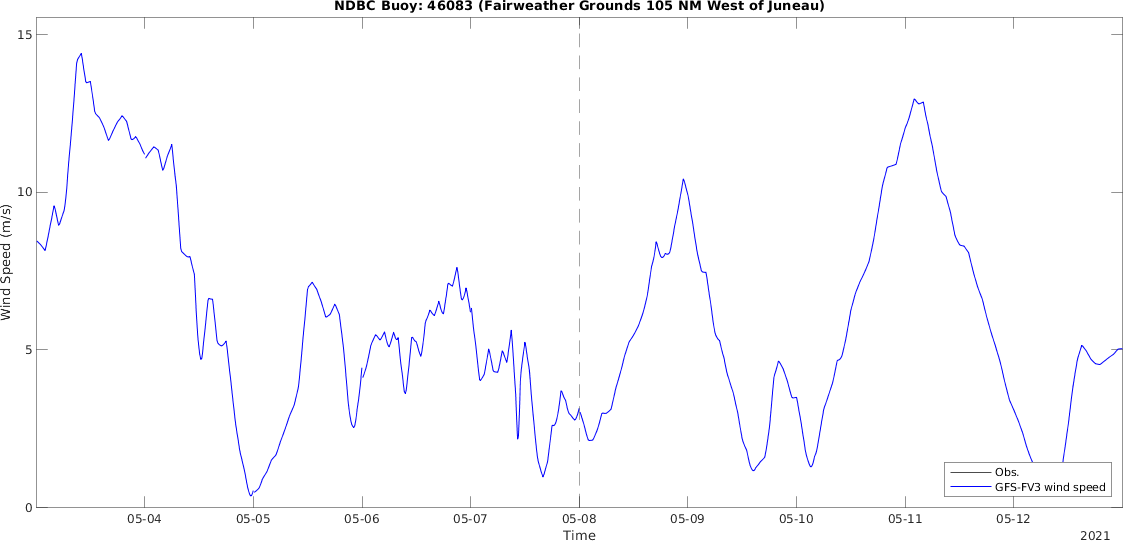 NDBC Buoy: 46083 (Fairweather Grounds 105 NM West of Juneau)
15
10
5
0
Wind Speed (m/s)
05-04
05-05
05-06
05-07
05-08
05-09
05-10
05-11
05-12
Time
2021
Obs.
GFS-FV3 wind speed